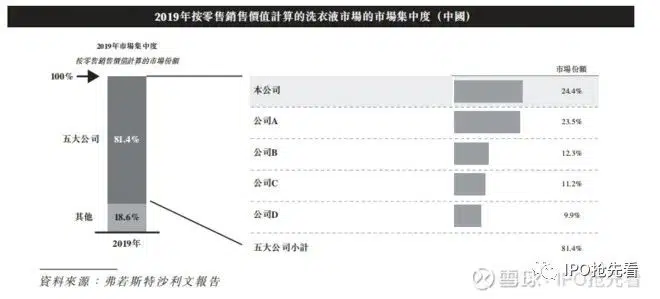 2019年按零售銷售價值計算的洗衣液市場的市場集中度(中國)
2019年市場集中度
按零售銷售價值計算的市場份額
市場份額
100%
本公司
24.4%
公司A
23.5%
五大公司
81.4%
公司B
12.3%
公司C
11.2%
其他
18.6%
公司D
9.9%
2019年
五大公司小計
81.4%
資料來源:弗若斯特沙利文報告
雪球:IPO抢先看
IPO抢先看